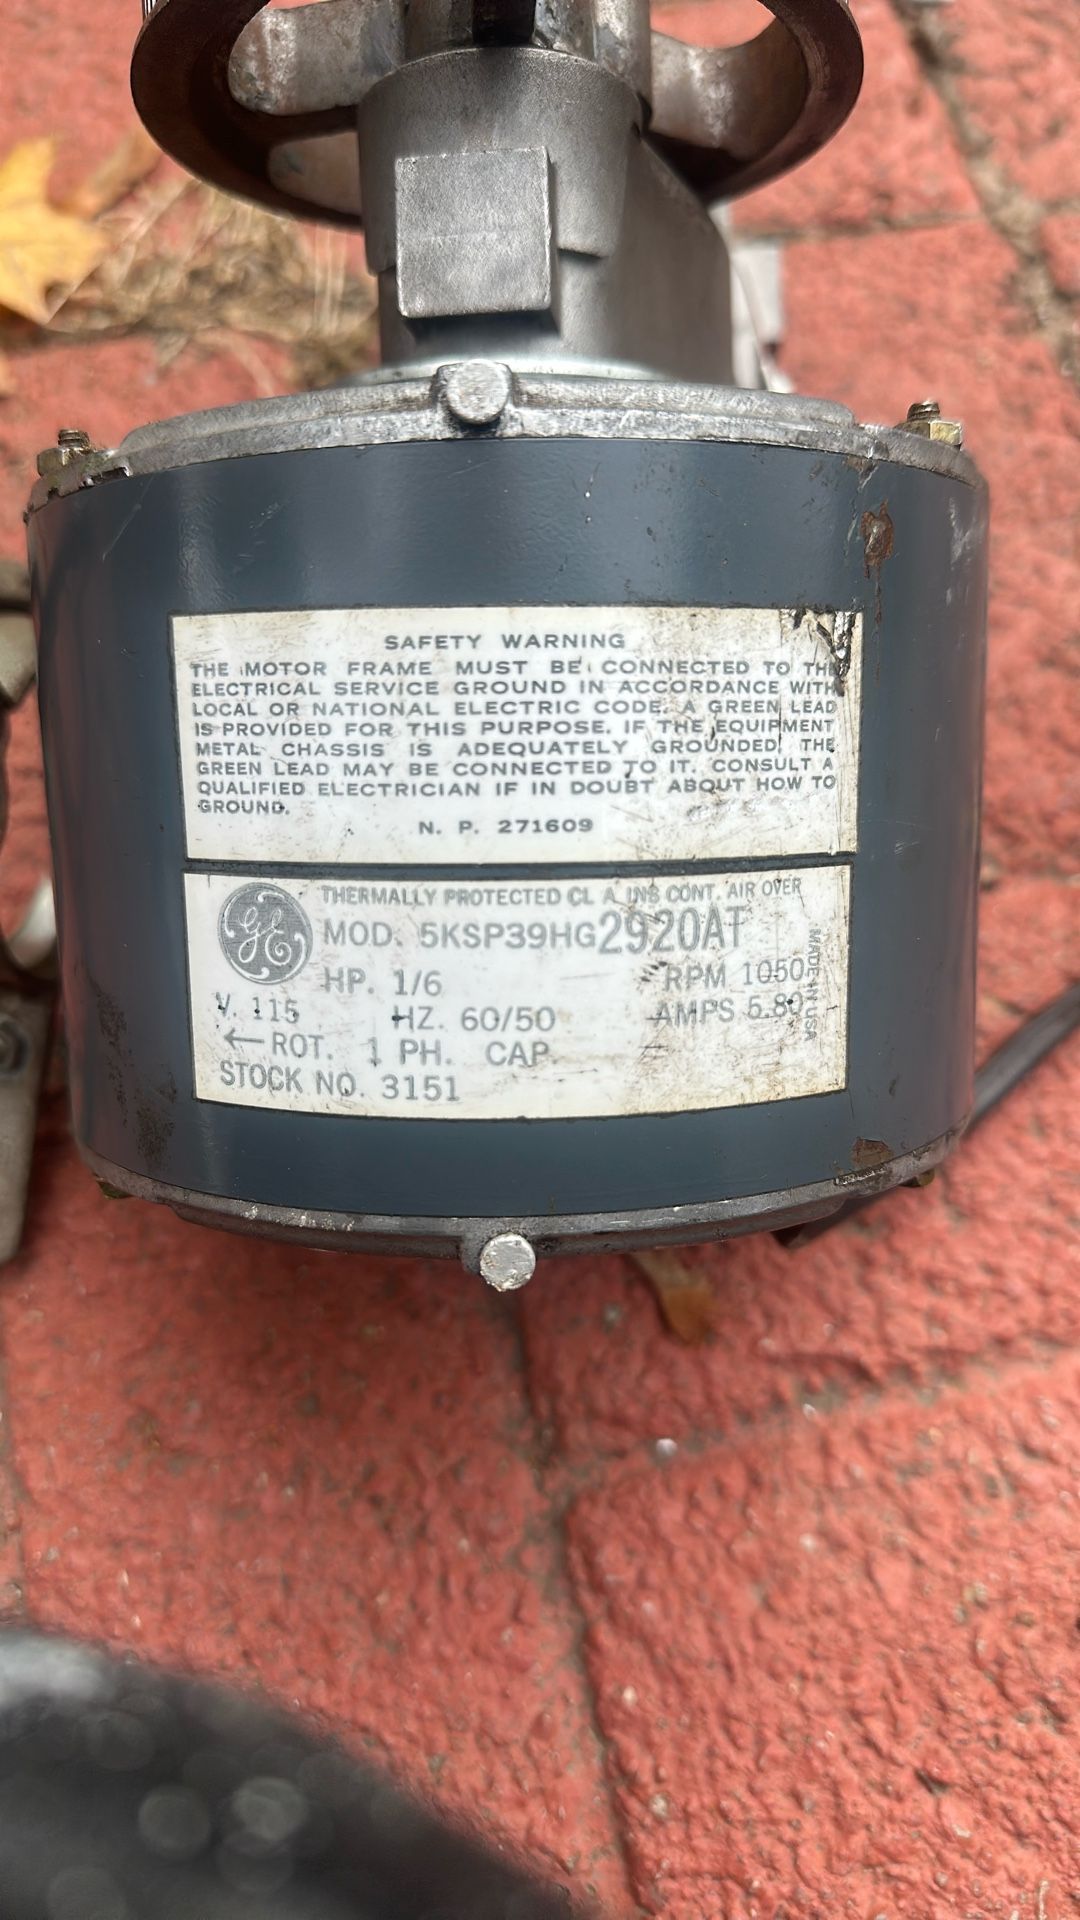 SAFETY WARNING
THE MOTOR FRAME MUST BE CONNECTED TO THE
ELECTRICAL SERVICE GROUND IN ACCORDANCE WITH
LOCAL OR NATIONAL ELECTRIC CODE. A GREEN LEAD
IS PROVIDED FOR THIS PURPOSE. IF THE EQUIPMENT
METAL CHASSIS IS ADEQUATELY GROUNDED, THE
GREEN LEAD MAY BE CONNECTED TO IT. CONSULT A
QUALIFIED ELECTRICIAN IF IN DOUBT ABOUT HOW TO
GROUND.
N. P. 271609
GE
THERMALLY PROTECTED CL A INS CONT. AIR OVER
MOD. 5KSP39HG2920AT
HP. 1/6 RPM 1050
V. 115 HZ. 60/50 AMPS 5.80
← ROT. 1 PH. CAP.
STOCK NO. 3151
MADE IN USA